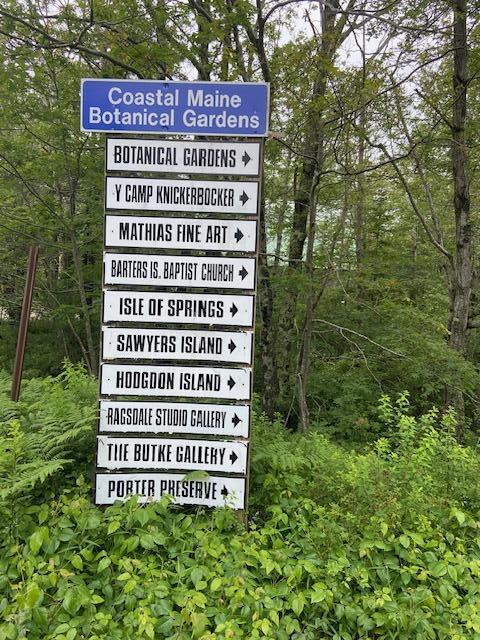 Coastal Maine
Botanical Gardens
BOTANICAL GARDENS
Y CAMP KNICKERBOCKER
MATHIAS FINE ART
BARTERS IS. BAPTIST CHURCH
ISLE OF SPRINGS
SAWYERS ISLAND
HODGDON ISLAND
RAGSDALE STUDIO GALLERY
THE BUTKE GALLERY
PORTER PRESERVE